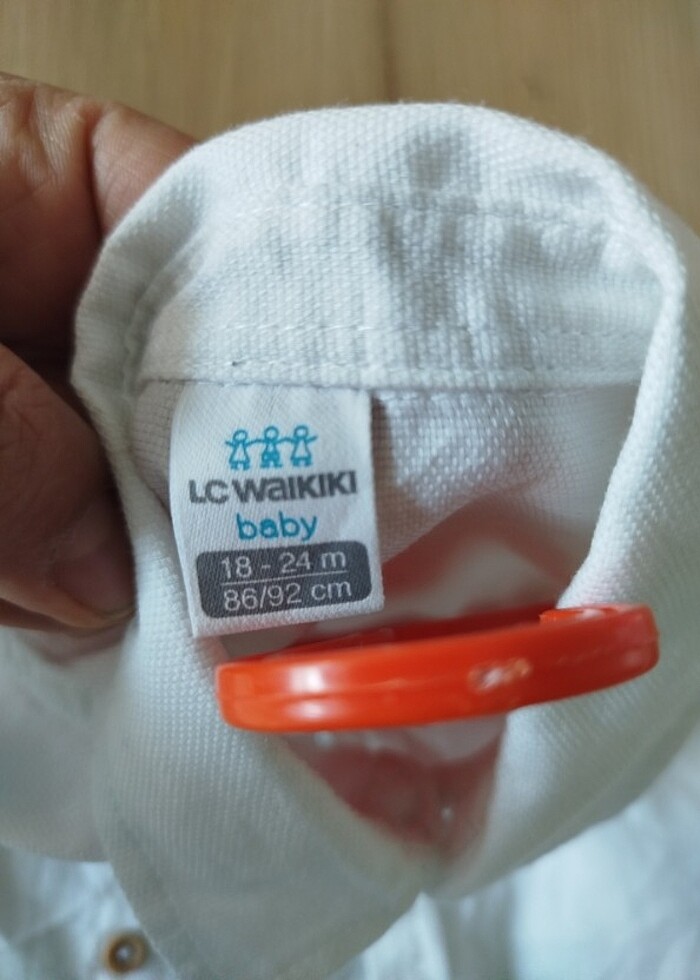 LC WAIKIKI
baby
18 - 24 m
86/92 cm